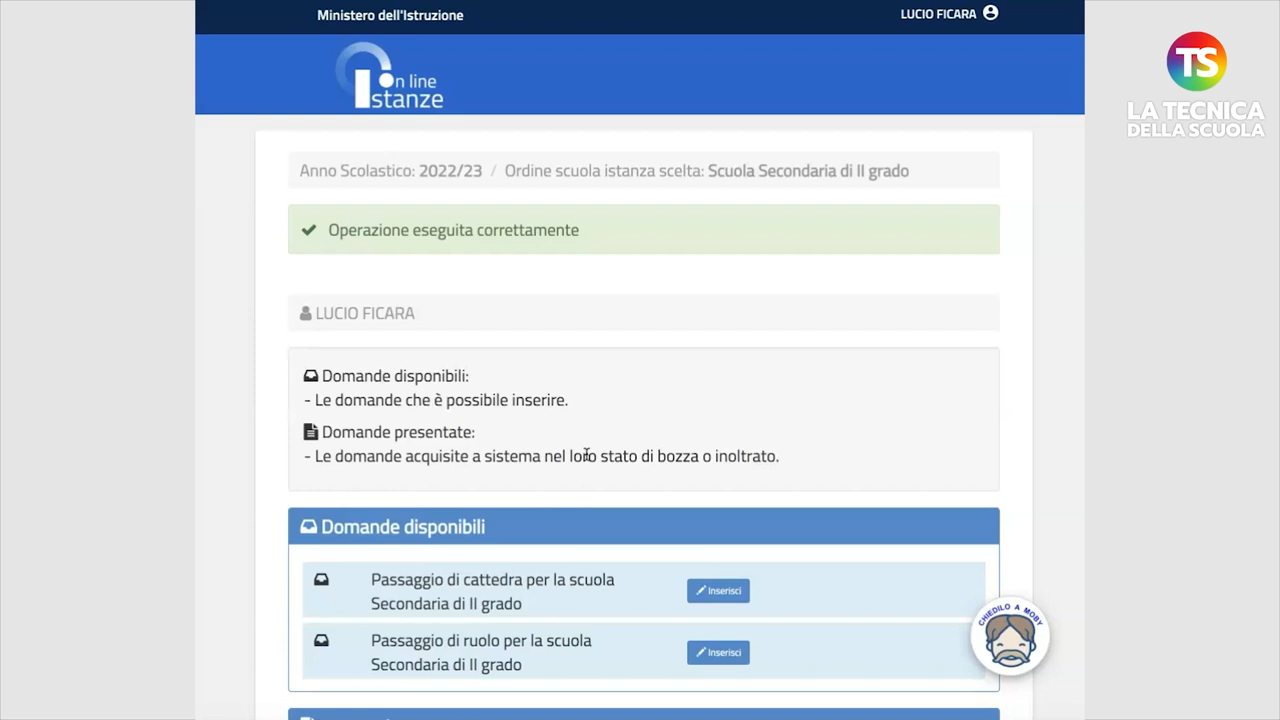 Ministero dell'Istruzione
LUCIO FICARA
TS
LA TECNICA
DELLA SCUOLA
on line
Istanze
Anno Scolastico: 2022/23 / Ordine scuola istanza scelta: Scuola Secondaria di II grado
Operazione eseguita correttamente
LUCIO FICARA
Domande disponibili:
- Le domande che è possibile inserire.
Domande presentate:
- Le domande acquisite a sistema nel loro stato di bozza o inoltrato.
Domande disponibili
Passaggio di cattedra per la scuola
Secondaria di II grado
Inserisci
Passaggio di ruolo per la scuola
Secondaria di II grado
Inserisci
CHIEDILO A MOBY